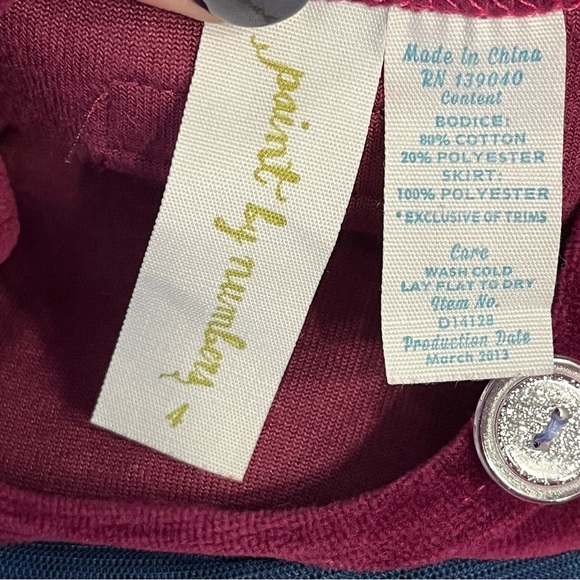 paint by numbers
4
Made in China
RN 139040
Content
BODICE:
80% COTTON
20% POLYESTER
SKIRT:
100% POLYESTER
*EXCLUSIVE OF TRIMS
Care
WASH COLD
LAY FLAT TO DRY
Item No.
D14128
Production Date
March 2013